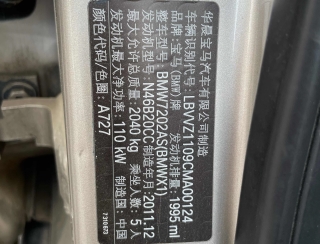 华晨宝马汽车有限公司制造
品牌：宝马(BMW)牌
车辆识别代号：LBVVZ1109CMA00124
整车型号：BMW7202AS(BMWX1)
发动机型号：N46B20CC 发动机排量：1995 ml
最大允许总质量：2040 kg 制造年月：2011.12
发动机最大净功率：110 kW 乘坐人数：5人
颜色代码/色圈：A727 制造国：中国
7310870